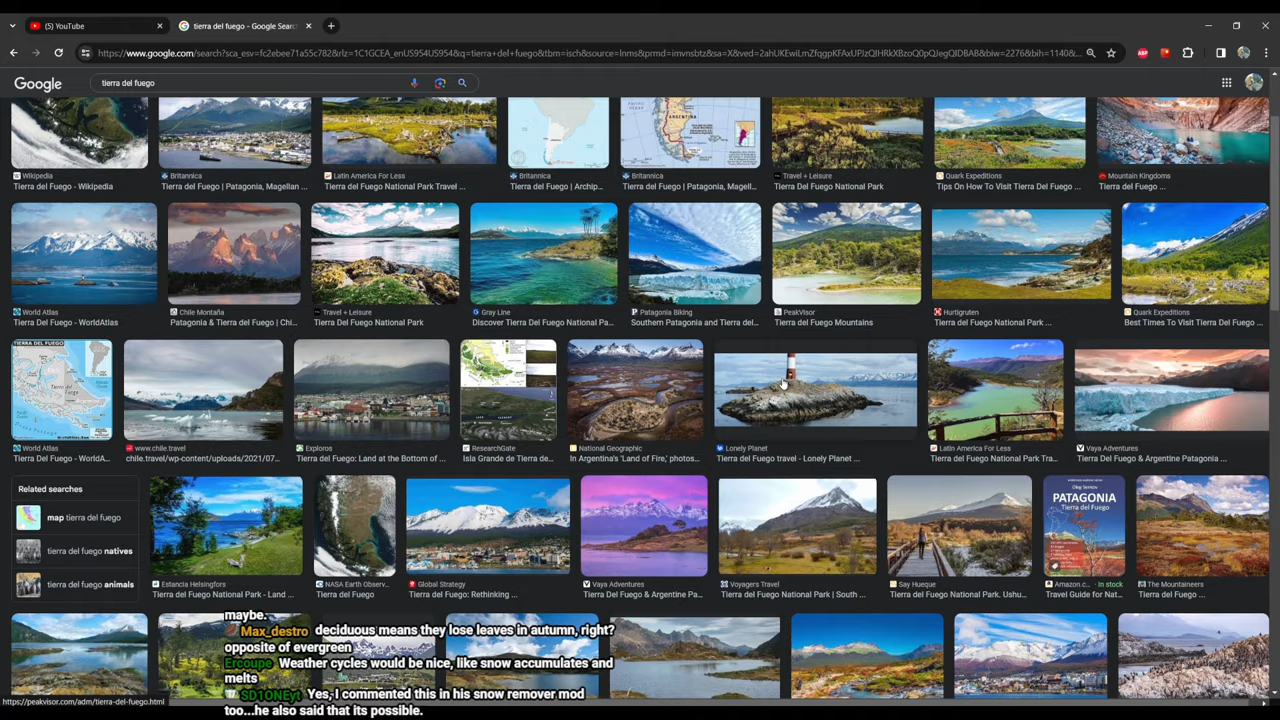 (5) YouTube
tierra del fuego - Google Searc
https://www.google.com/search?sca_esv=fc2ebee71a55c782&rlz=1C1GCEA_enUS954US954&q=tierra+del+fuego&tbm=isch&source=lnms&prmd=imvnsbtz&sa=X&ved=2ahUKEwiLmZfqgpKFAxUPJzQIHRkXBzoQ0pQJegQIDBAB&biw=2276&bih=1140&...
Google
tierra del fuego
Wikipedia
Tierra del Fuego - Wikipedia
Britannica
Tierra del Fuego | Patagonia, Magellan ...
Latin America For Less
Tierra del Fuego National Park Travel ...
Britannica
Tierra del Fuego | Archip...
ARGENTINA
Britannica
Tierra del Fuego | Patagonia, Magell...
Travel + Leisure
Tierra Del Fuego National Park
Quark Expeditions
Tips On How To Visit Tierra Del Fuego ...
Mountain Kingdoms
Tierra del Fuego ...
World Atlas
Tierra Del Fuego - WorldAtlas
Chile Montaña
Patagonia & Tierra del Fuego | Chi...
Travel + Leisure
Tierra Del Fuego National Park
Gray Line
Discover Tierra Del Fuego National Pa...
Patagonia Biking
Southern Patagonia and Tierra del...
PeakVisor
Tierra del Fuego Mountains
Hurtigruten
Tierra del Fuego National Park ...
Quark Expeditions
Best Times To Visit Tierra Del Fuego ...
TIERRA DEL FUEGO
World Atlas
Tierra Del Fuego - WorldA...
www.chile.travel
chile.travel/wp-content/uploads/2021/07...
Exploros
Tierra del Fuego: Land at the Bottom of ...
ResearchGate
Isla Grande de Tierra de...
National Geographic
In Argentina's 'Land of Fire,' photos...
Lonely Planet
Tierra del Fuego travel - Lonely Planet ...
Latin America For Less
Tierra del Fuego National Park Tra...
Vaya Adventures
Tierra Del Fuego & Argentine Patagonia ...
Related searches
map tierra del fuego
tierra del fuego natives
tierra del fuego animals
Estancia Helsingfors
Tierra del Fuego National Park - Land ...
NASA Earth Observ...
Tierra del Fuego
Global Strategy
Tierra del Fuego: Rethinking ...
Vaya Adventures
Tierra Del Fuego & Argentine Pa...
Voyagers Travel
Tierra del Fuego National Park | South ...
Say Hueque
Tierra del Fuego National Park. Ushu...
Oleg Senkov
PATAGONIA
Tierra del Fuego
Amazon.c... · In stock
Travel Guide for Nat...
The Mountaineers
Tierra del Fuego ...
maybe.
Max_destro deciduous means they lose leaves in autumn, right?
opposite of evergreen
Ercoupe Weather cycles would be nice, like snow accumulates and
melts
SD1ONEyt Yes, I commented this in his snow remover mod
too...he also said that its possible.
https://peakvisor.com/adm/tierra-del-fuego.html